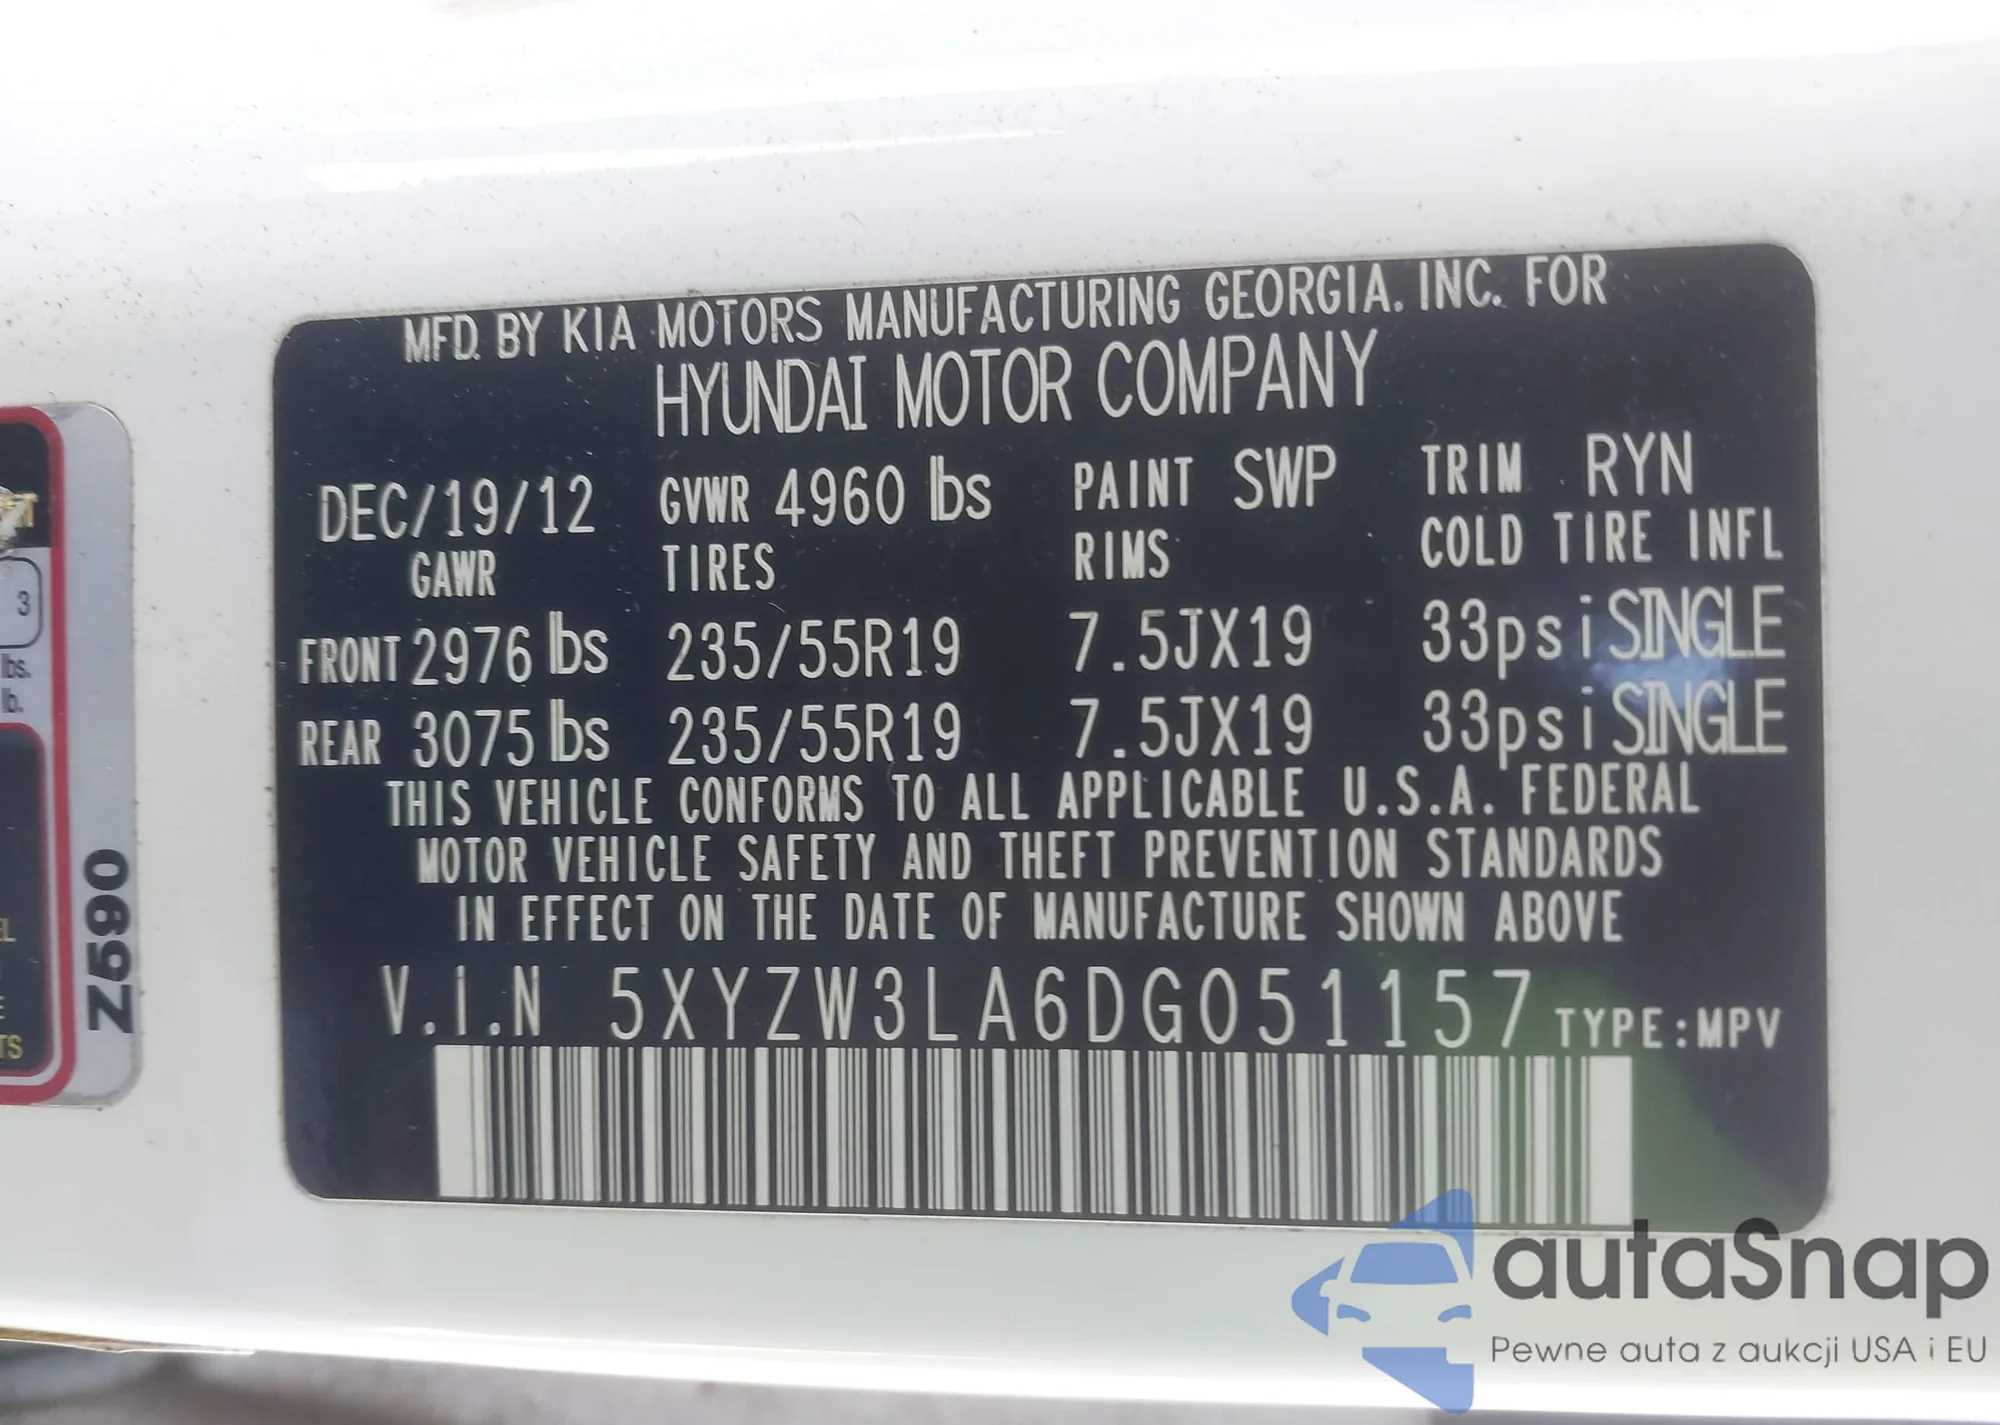 MFD. BY KIA MOTORS MANUFACTURING GEORGIA. INC. FOR
HYUNDAI MOTOR COMPANY
DEC/19/12 GVWR 4960 lbs PAINT SWP TRIM RYN
GAWR TIRES RIMS COLD TIRE INFL
FRONT 2976 lbs 235/55R19 7.5JX19 33psi SINGLE
REAR 3075 lbs 235/55R19 7.5JX19 33psi SINGLE
THIS VEHICLE CONFORMS TO ALL APPLICABLE U.S.A. FEDERAL
MOTOR VEHICLE SAFETY AND THEFT PREVENTION STANDARDS
IN EFFECT ON THE DATE OF MANUFACTURE SHOWN ABOVE
V.i.N 5XYZW3LA6DG051157 TYPE:MPV
3
lbs.
lb.
Z590
autaSnap
Pewne auta z aukcji USA i EU